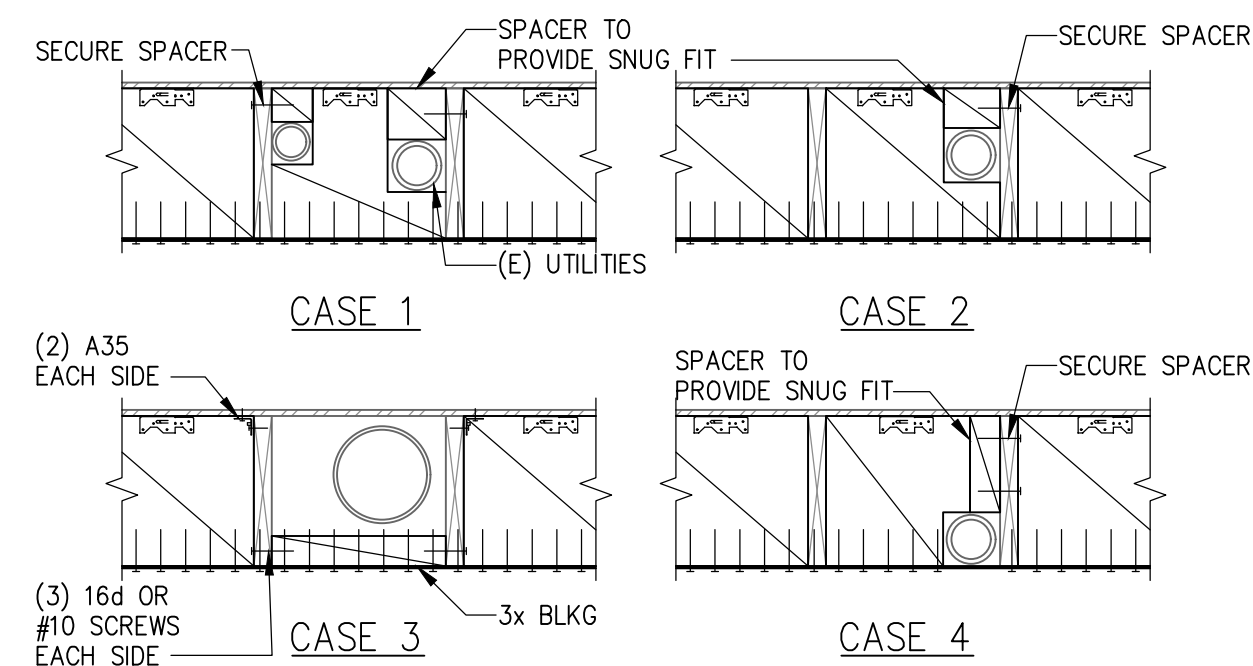 SECURE SPACER
SPACER TO
PROVIDE SNUG FIT
SECURE SPACER
(E) UTILITIES
CASE 1
CASE 2
(2) A35
EACH SIDE
SPACER TO
PROVIDE SNUG FIT
SECURE SPACER
(3) 16d OR
#10 SCREWS
EACH SIDE
3x BLKG
CASE 3
CASE 4